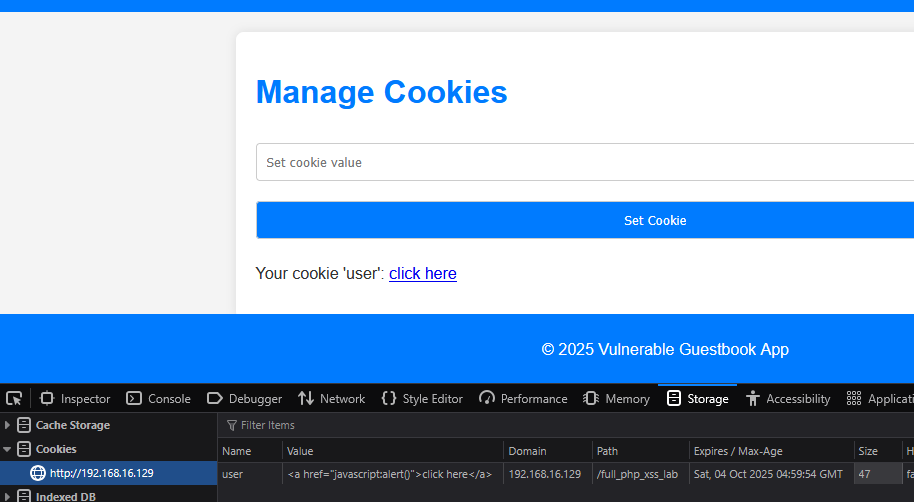 Manage Cookies
Set cookie value
Set Cookie
Your cookie 'user': click here
© 2025 Vulnerable Guestbook App
Inspector Console Debugger Network Style Editor Performance Memory Storage Accessibility Applicati
Cache Storage Filter Items
Cookies Name Value Domain Path Expires / Max-Age Size H
http://192.168.16.129 user <a href="javascript:alert()">click here</a> 192.168.16.129 /full_php_xss_lab Sat, 04 Oct 2025 04:59:54 GMT 47 fa
Indexed DB